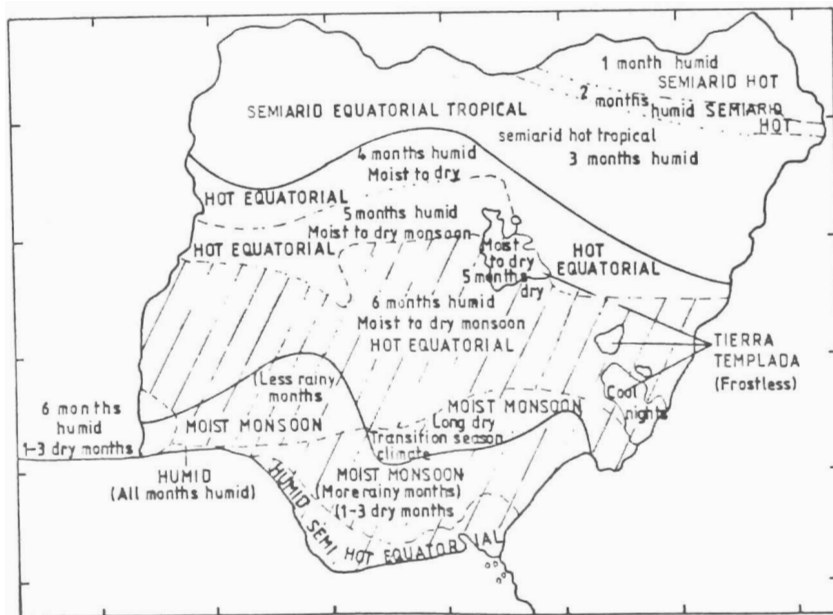 1 month humid
SEMIARID HOT
2 months humid SEMIARID HOT
SEMIARID EQUATORIAL TROPICAL
semiarid hot tropical
3 months humid
4 months humid
Moist to dry
HOT EQUATORIAL
5 months humid
Moist to dry monsoon
HOT EQUATORIAL
Moist
to dry
5 months
dry
HOT
EQUATORIAL
6 months humid
Moist to dry monsoon
HOT EQUATORIAL
TIERRA
TEMPLADA
(Frostless)
Cool
nights
(Less rainy
months)
6 months
humid
1-3 dry months
MOIST MONSOON
MOIST MONSOON
Long dry
Transition season
climate
HUMID
(All months humid)
MOIST MONSOON
(More rainy months)
(1-3 dry months
HUMID SEMI HOT EQUATORIAL